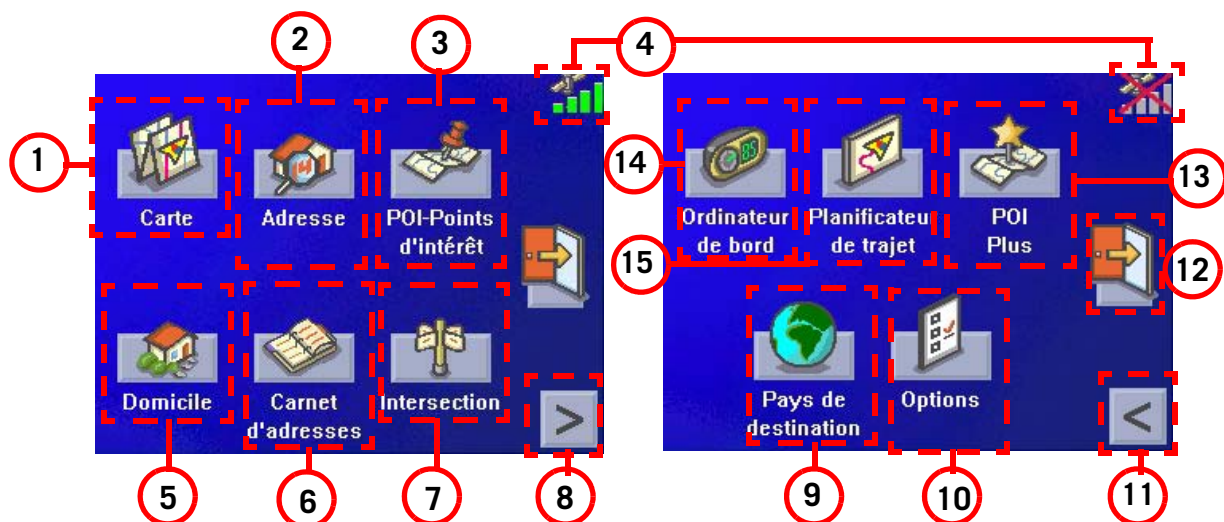 2
3
4
1
Carte
Adresse
POI-Points
d'intérêt
14
Ordinateur
de bord
Planificateu
de trajet
POI
Plus
13
15
12
Domicile
Carnet
d'adresses
Intersection
>
Pays de
destination
Options
<
5
6
7
8
9
10
11